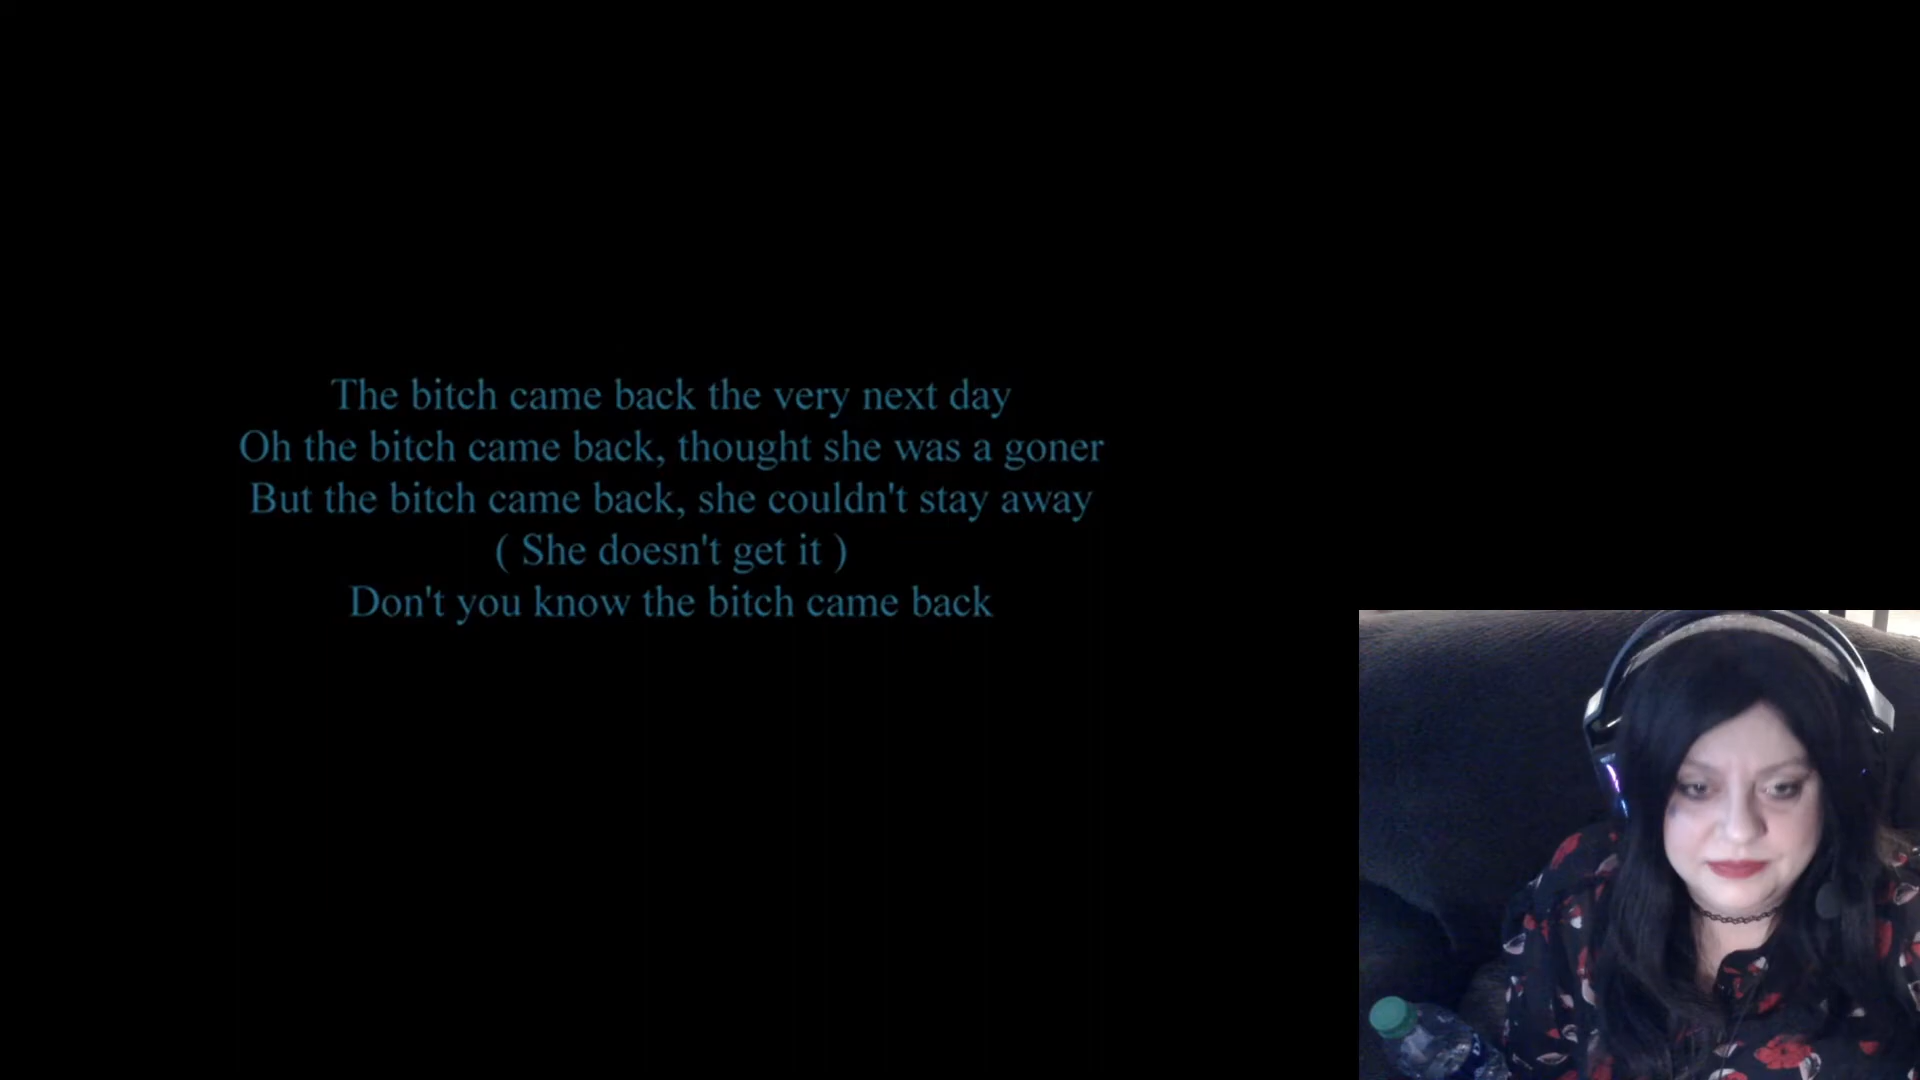 The bitch came back the very next day
Oh the bitch came back, thought she was a goner
But the bitch came back, she couldn't stay away
( She doesn't get it )
Don't you know the bitch came back